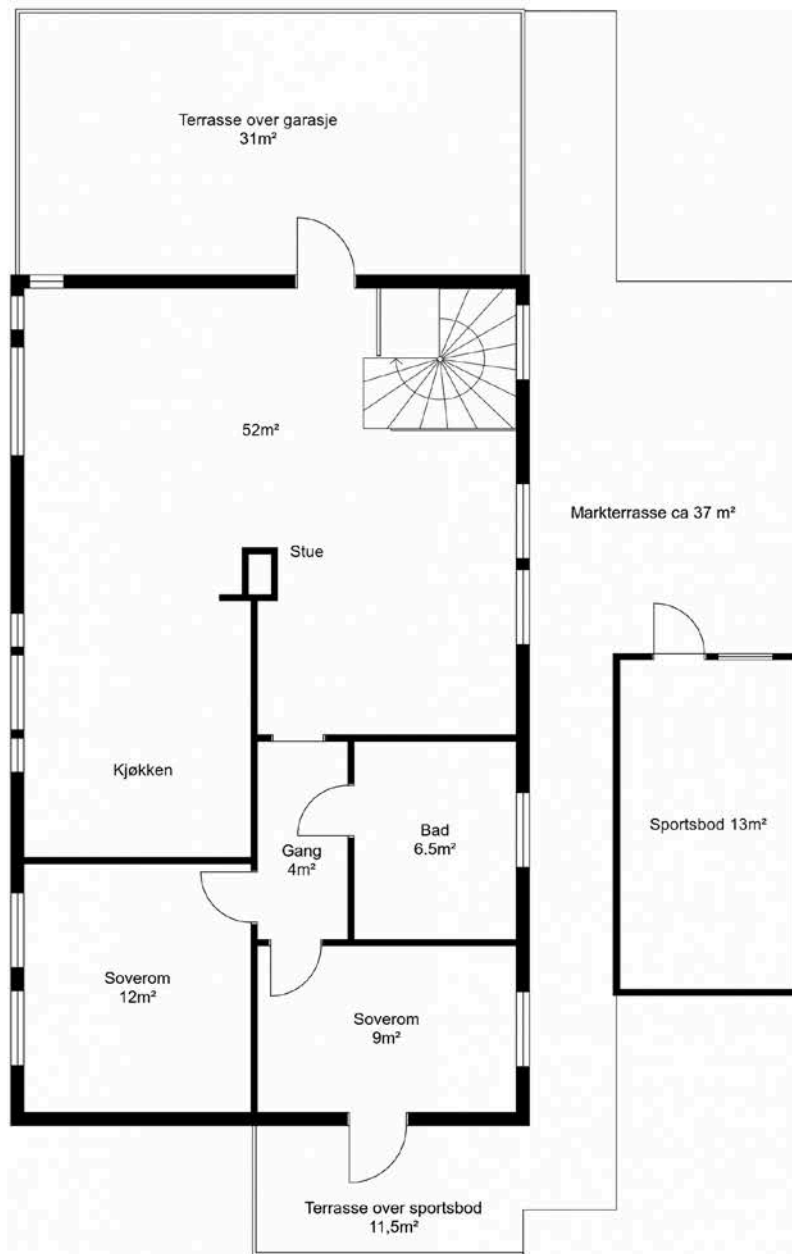 Terrasse over garasje
31m²
52m²
Markterrasse ca 37 m²
Stue
Kjøkken
Bad
6.5m²
Gang
4m²
Sportsbod 13m²
Soverom
12m²
Soverom
9m²
Terrasse over sportsbod
11,5m²